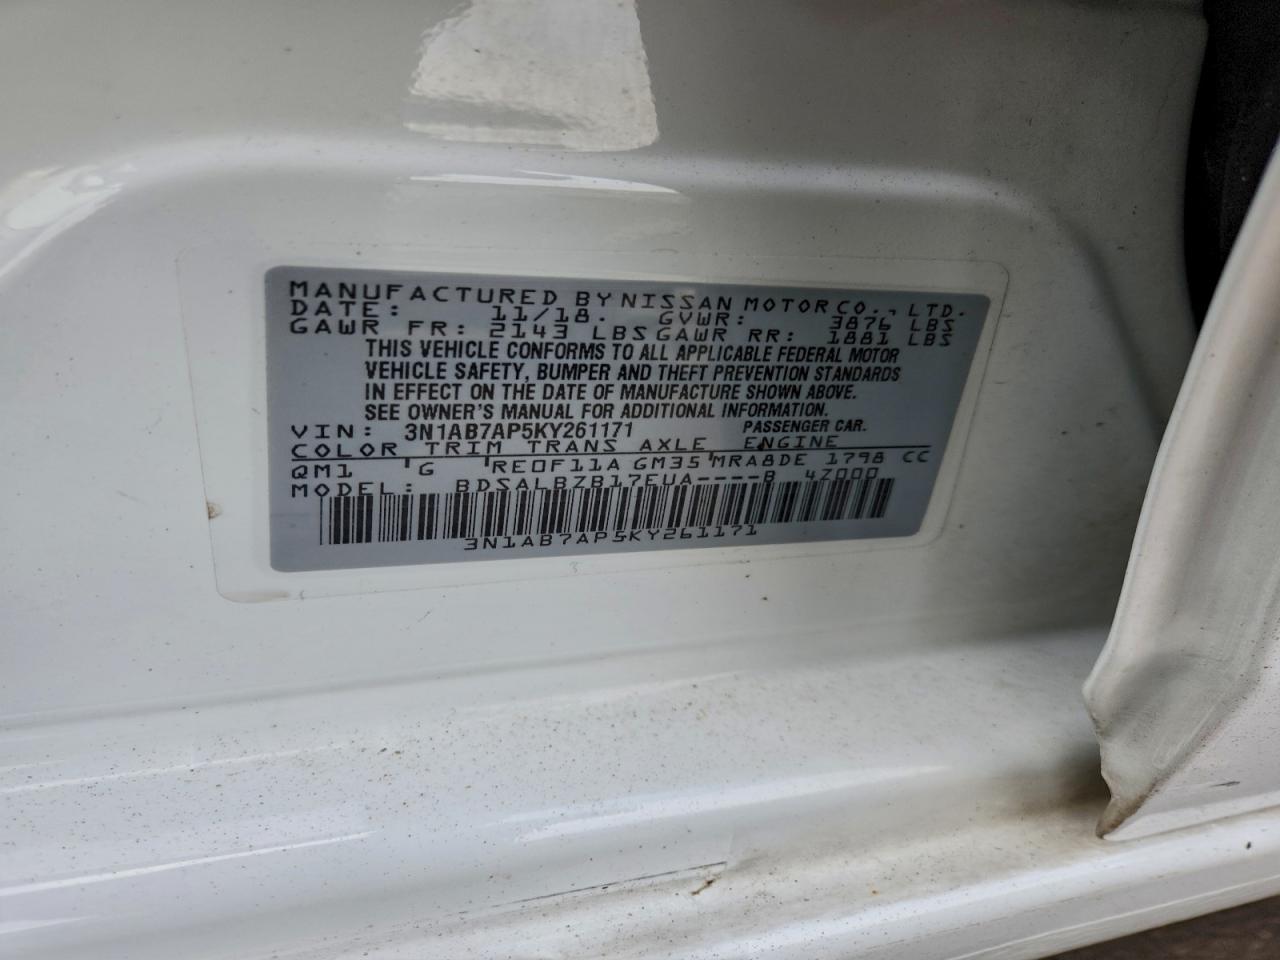 MANUFACTURED BY NISSAN MOTOR CO., LTD.
DATE: 11/18. GVWR: 3876 LBS
GAWR FR: 2143 LBS GAWR RR: 1881 LBS
THIS VEHICLE CONFORMS TO ALL APPLICABLE FEDERAL MOTOR
VEHICLE SAFETY, BUMPER AND THEFT PREVENTION STANDARDS
IN EFFECT ON THE DATE OF MANUFACTURE SHOWN ABOVE.
SEE OWNER'S MANUAL FOR ADDITIONAL INFORMATION.
VIN: 3N1AB7AP5KY261171 PASSENGER CAR.
COLOR TRIM TRANS AXLE ENGINE
QM1 'G 'RE0F11A GM35'MRA8DE 1798 CC
MODEL: BDSALBZB17EUA----B 4Z000
3N1AB7AP5KY261171